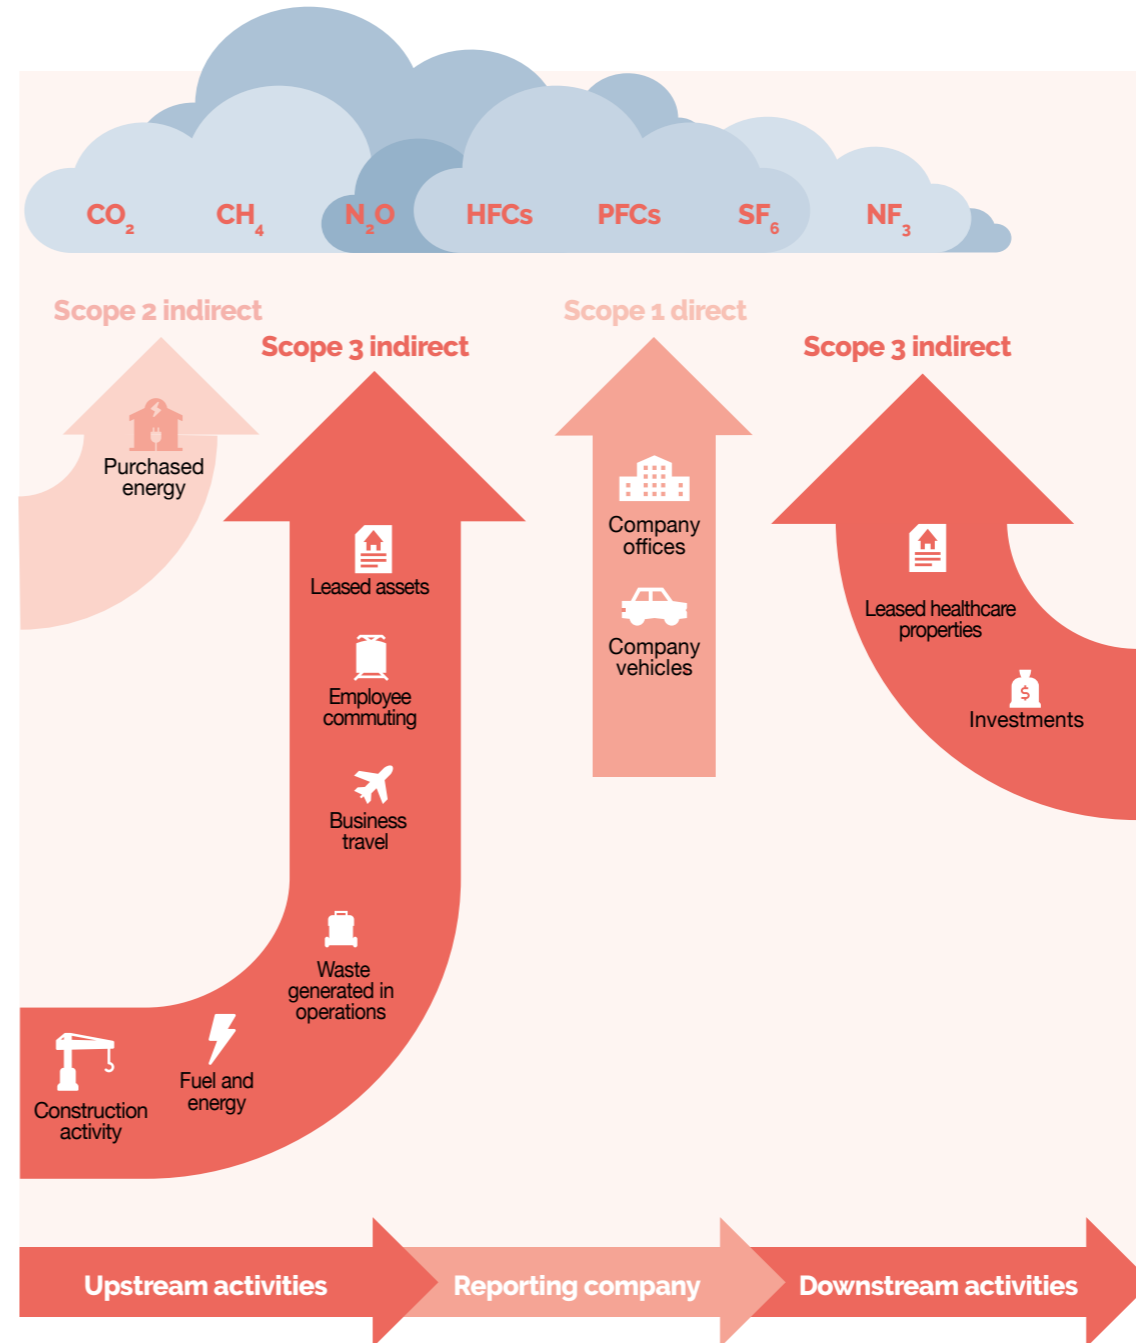 CO₂ CH₄ N₂O HFCs PFCs SF₆ NF₃
Scope 2 indirect
Purchased
energy
Scope 3 indirect
Leased assets
Employee
commuting
Business
travel
Waste
generated in
operations
Fuel and
energy
Construction
activity
Scope 1 direct
Company
offices
Company
vehicles
Scope 3 indirect
Leased healthcare
properties
$
Investments
Upstream activities
Reporting company
Downstream activities